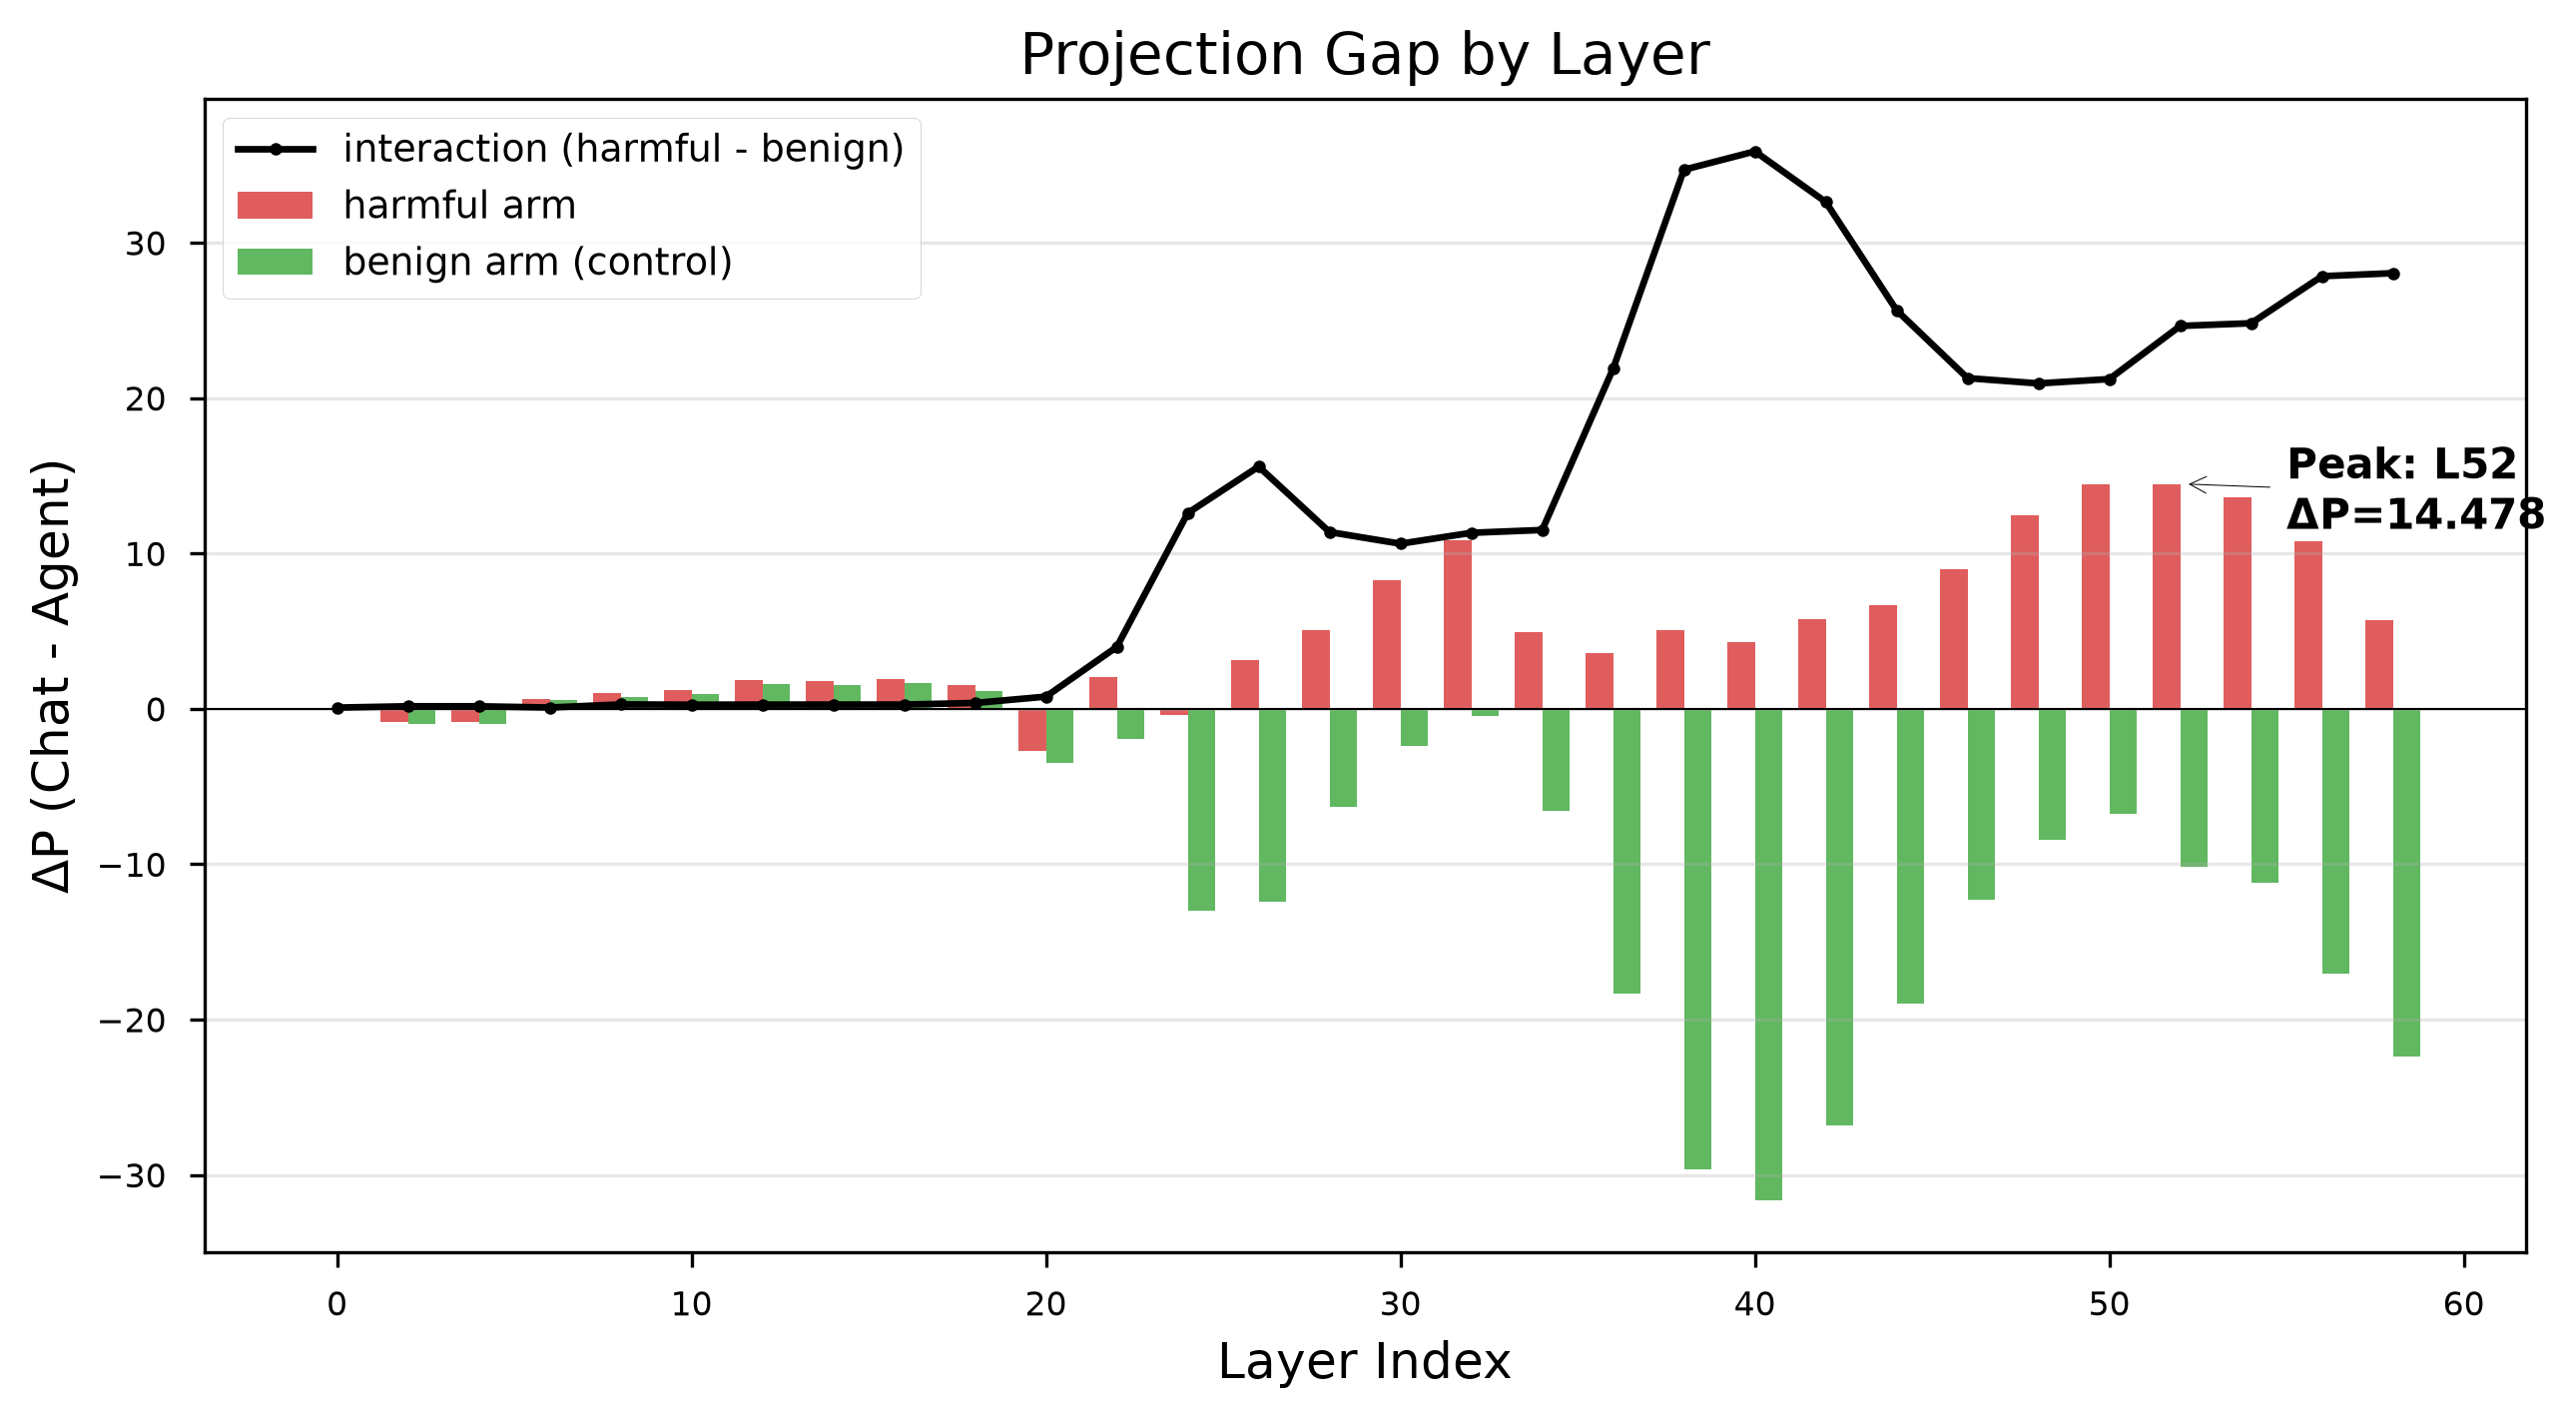 Projection Gap by Layer
interaction (harmful - benign)
harmful arm
benign arm (control)
ΔP (Chat - Agent)
30
20
10
0
−10
−20
−30
Peak: L52
ΔP=14.478
0 10 20 30 40 50 60
Layer Index